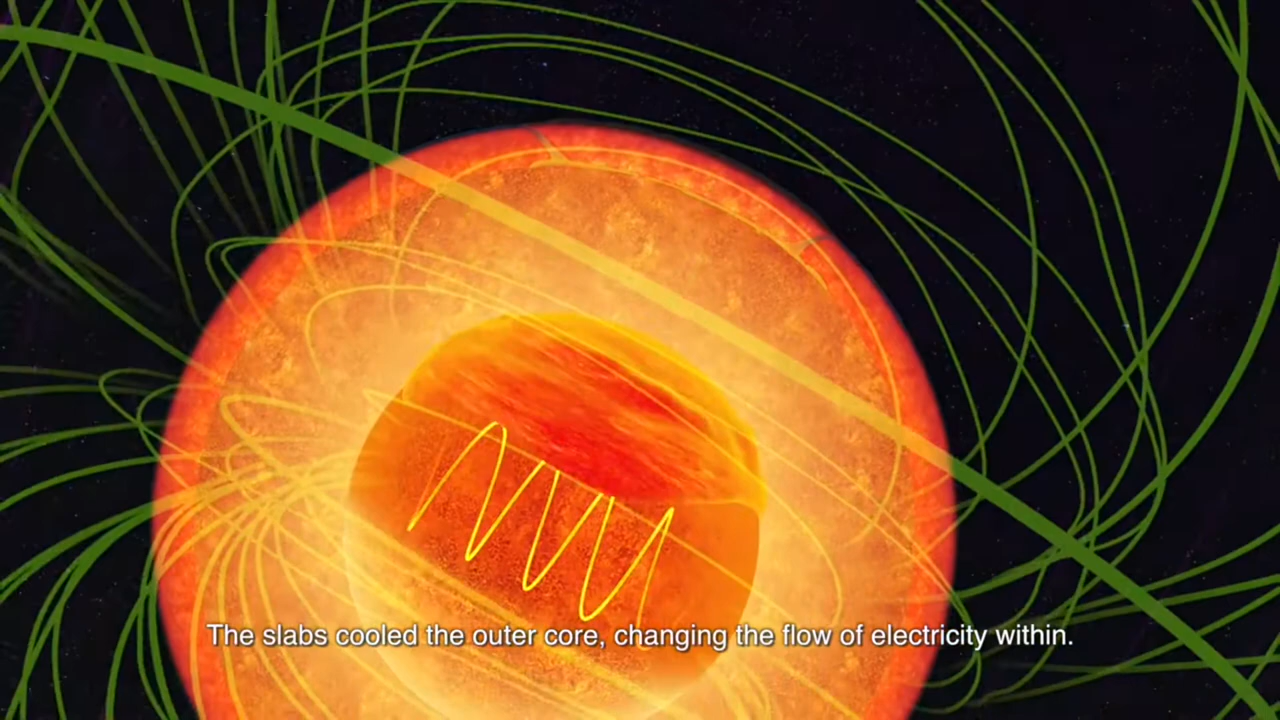 The slabs cooled the outer core, changing the flow of electricity within.